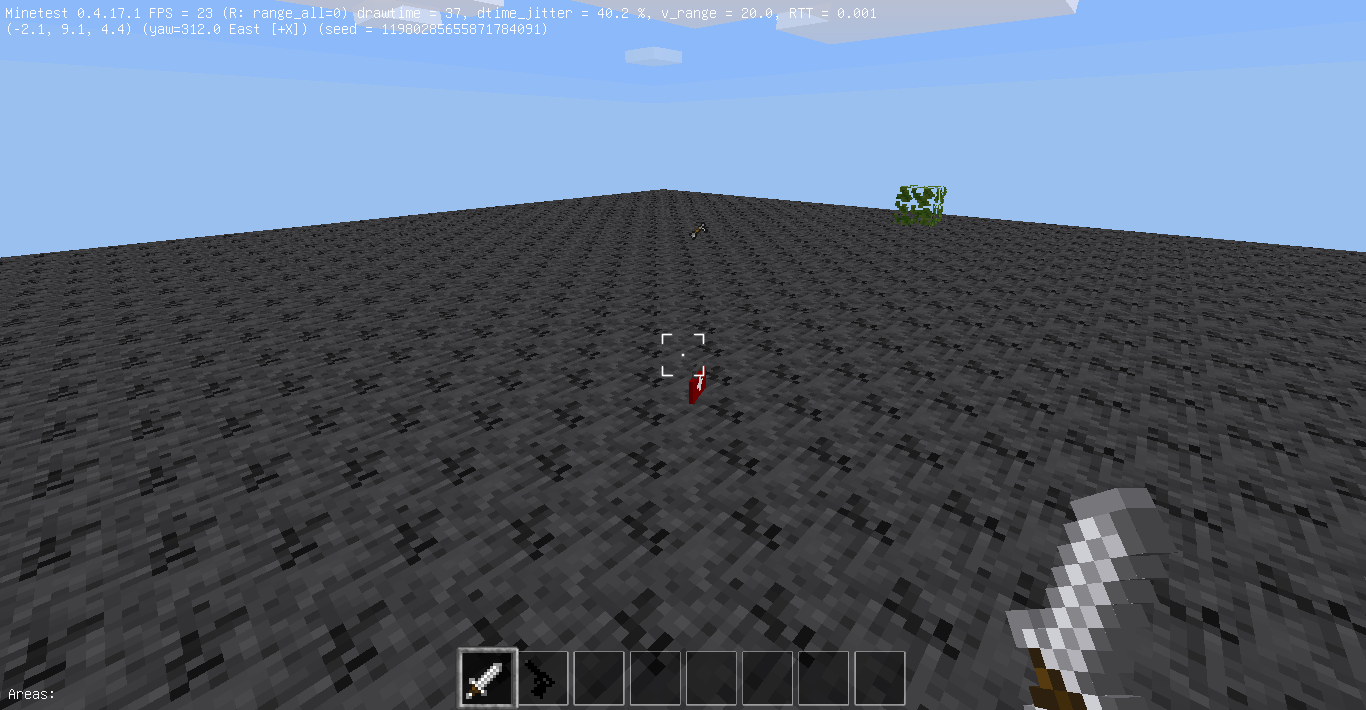 Minetest 0.4.17.1 FPS = 23 (R: range_all=0) drawtime = 37, dtime_jitter = 40.2 %, v_range = 20.0, RTT = 0.001
(-2.1, 9.1, 4.4) (yaw=312.0 East [+X]) (seed = 11980285655871784091)
Areas: